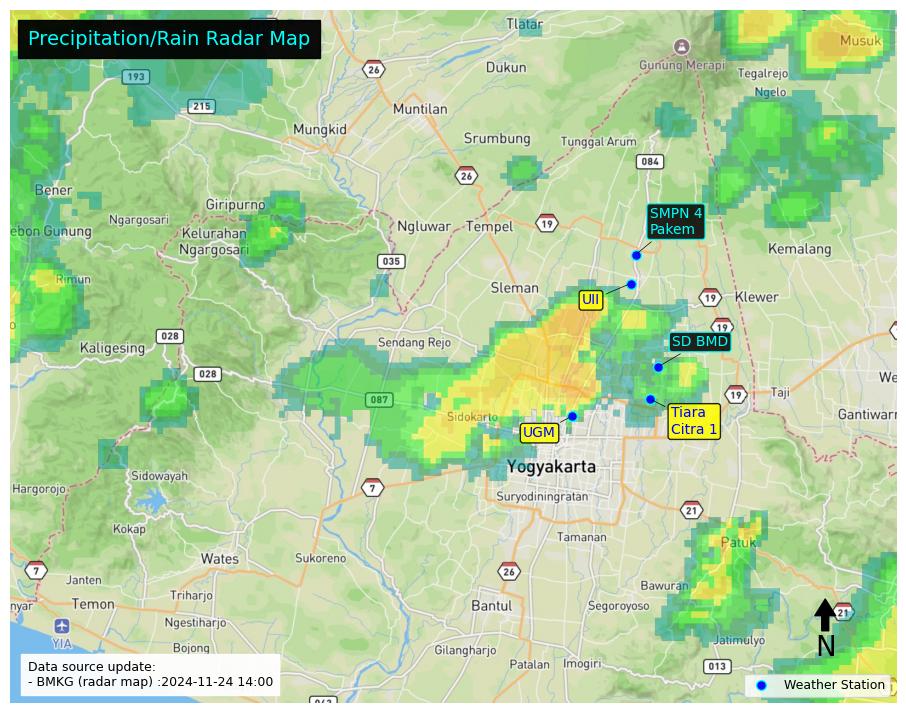 Precipitation/Rain Radar Map
Tlatar
26
Musuk
Gunung Merapi
Dukun
Tegalrejo
193
Ngelo
215
Muntilan
Mungkid
Srumbung
Tunggal Arum
084
26
Bener
Giripurno
Ngargosari
SMPN 4
Pakem
19
Ngluwar
Tempel
ebon Gunung
Kelurahan
Ngargosari
Kemalang
035
Rimun
Sleman
UII
19
Klewer
19
028
Sendang Rejo
SD BMD
Kaligesing
028
087
19
Taji
We
Sidokarto
Tiara
Citra 1
Gantiwarn
UGM
Yogyakarta
Sidowayah
Hargorojo
7
Suryodiningratan
21
Kokap
Tamanan
Patuk
Wates
Sukoreno
7
26
Janten
Bawuran
Triharjo
Temon
nyar
Bantul
Segoroyoso
21
Ngestiharjo
YIA
Jatimulyo
N
Bojong
Gilangharjo
Patalan
Imogiri
013
Data source update:
- BMKG (radar map) :2024-11-24 14:00
Weather Station